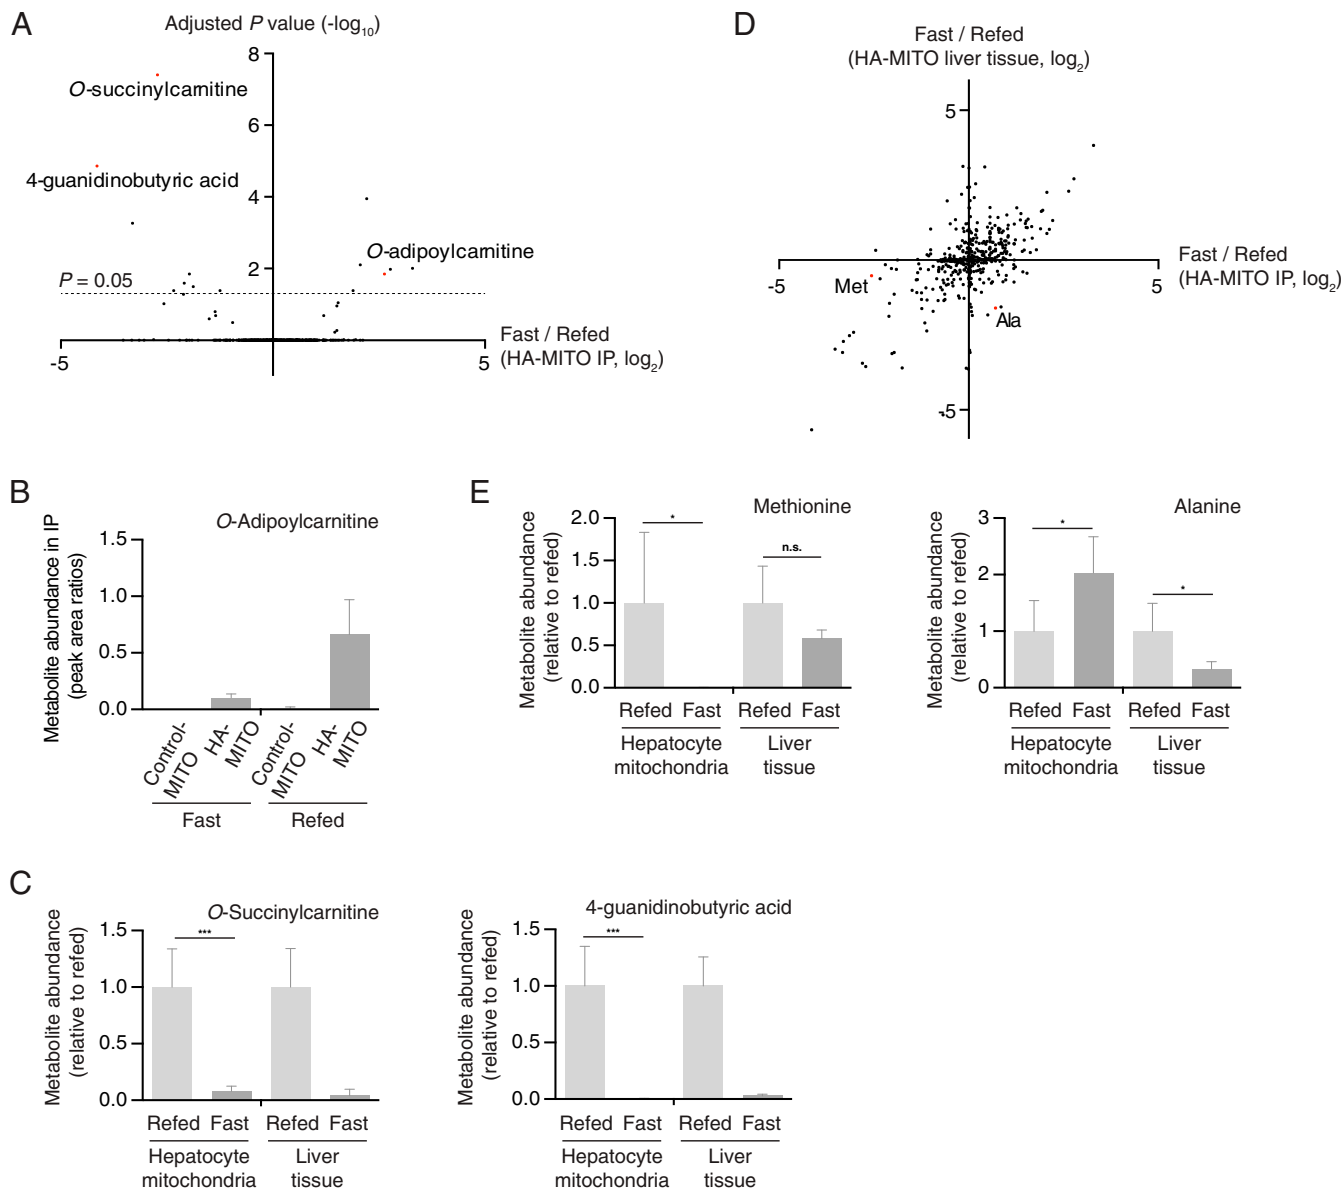 A
Adjusted P value (-log10)
8
O-succinylcarnitine
6
4-guanidinobutyric acid
4
O-adipoylcarnitine
2
P = 0.05
-5
5
Fast / Refed
(HA-MITO IP, log2)
D
Fast / Refed
(HA-MITO liver tissue, log2)
5
Fast / Refed
(HA-MITO IP, log2)
-5
5
Met
Ala
-5
B
O-Adipoylcarnitine
Metabolite abundance in IP
(peak area ratios)
1.5
1.0
0.5
0.0
Control-
MITO
HA-
MITO
Control-
MITO
HA-
MITO
Fast
Refed
E
Methionine
Metabolite abundance
(relative to refed)
2.0
1.5
1.0
0.5
0.0
*
n.s.
Refed Fast Refed Fast
Hepatocyte
mitochondria
Liver
tissue
Alanine
Metabolite abundance
(relative to refed)
3
2
1
0
*
*
Refed Fast Refed Fast
Hepatocyte
mitochondria
Liver
tissue
C
O-Succinylcarnitine
Metabolite abundance
(relative to refed)
1.5
1.0
0.5
0.0
***
Refed Fast Refed Fast
Hepatocyte
mitochondria
Liver
tissue
4-guanidinobutyric acid
Metabolite abundance
(relative to refed)
1.5
1.0
0.5
0.0
***
Refed Fast Refed Fast
Hepatocyte
mitochondria
Liver
tissue